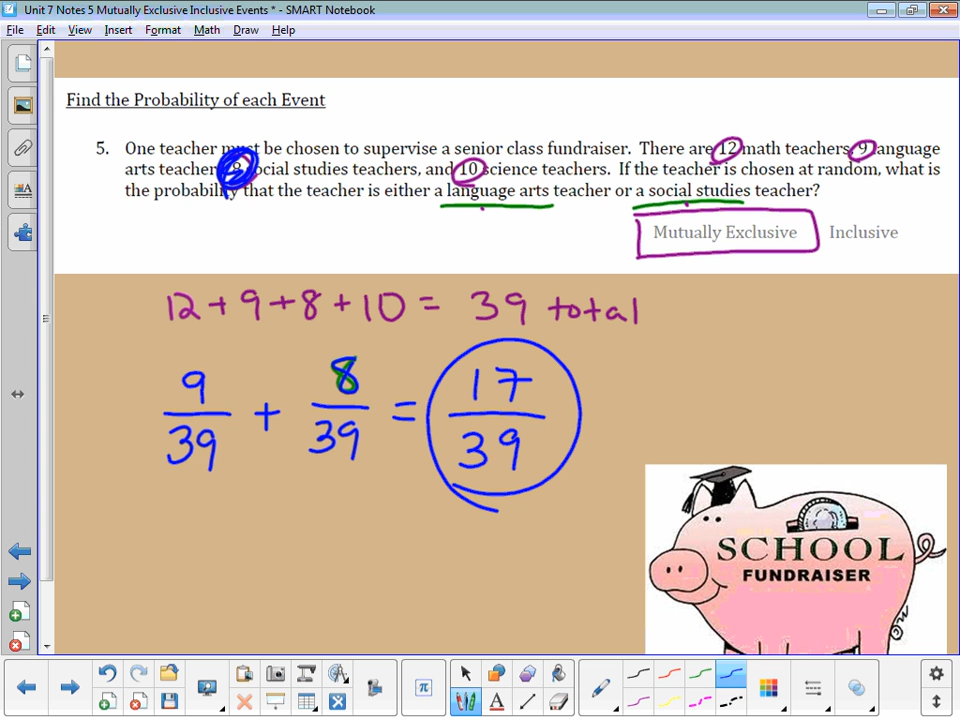 Unit 7 Notes 5 Mutually Exclusive Inclusive Events * - SMART Notebook
File Edit View Insert Format Math Draw Help
Find the Probability of each Event
5. One teacher must be chosen to supervise a senior class fundraiser. There are 12 math teachers, 9 language
arts teachers, 8 social studies teachers, and 10 science teachers. If the teacher is chosen at random, what is
the probability that the teacher is either a language arts teacher or a social studies teacher?
Mutually Exclusive Inclusive
12 + 9 + 8 + 10 = 39 total
9/39 + 8/39 = 17/39
SCHOOL
FUNDRAISER
π
A